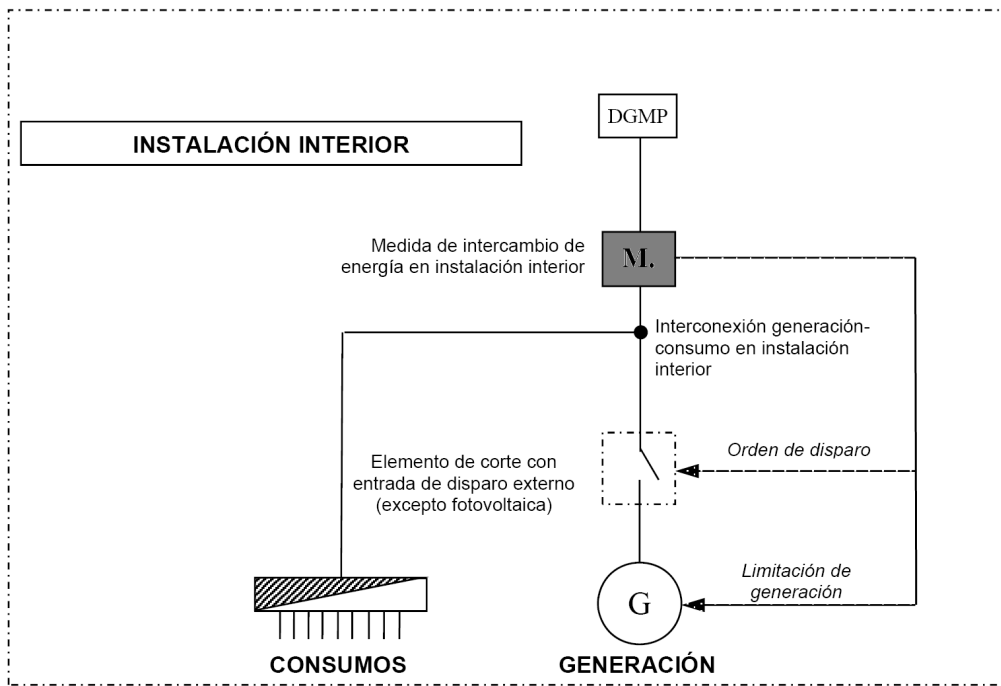 DGMP
INSTALACIÓN INTERIOR
Medida de intercambio de
energía en instalación interior
M.
Interconexión generación-
consumo en instalación
interior
Orden de disparo
Elemento de corte con
entrada de disparo externo
(excepto fotovoltaica)
Limitación de
generación
G
CONSUMOS
GENERACIÓN